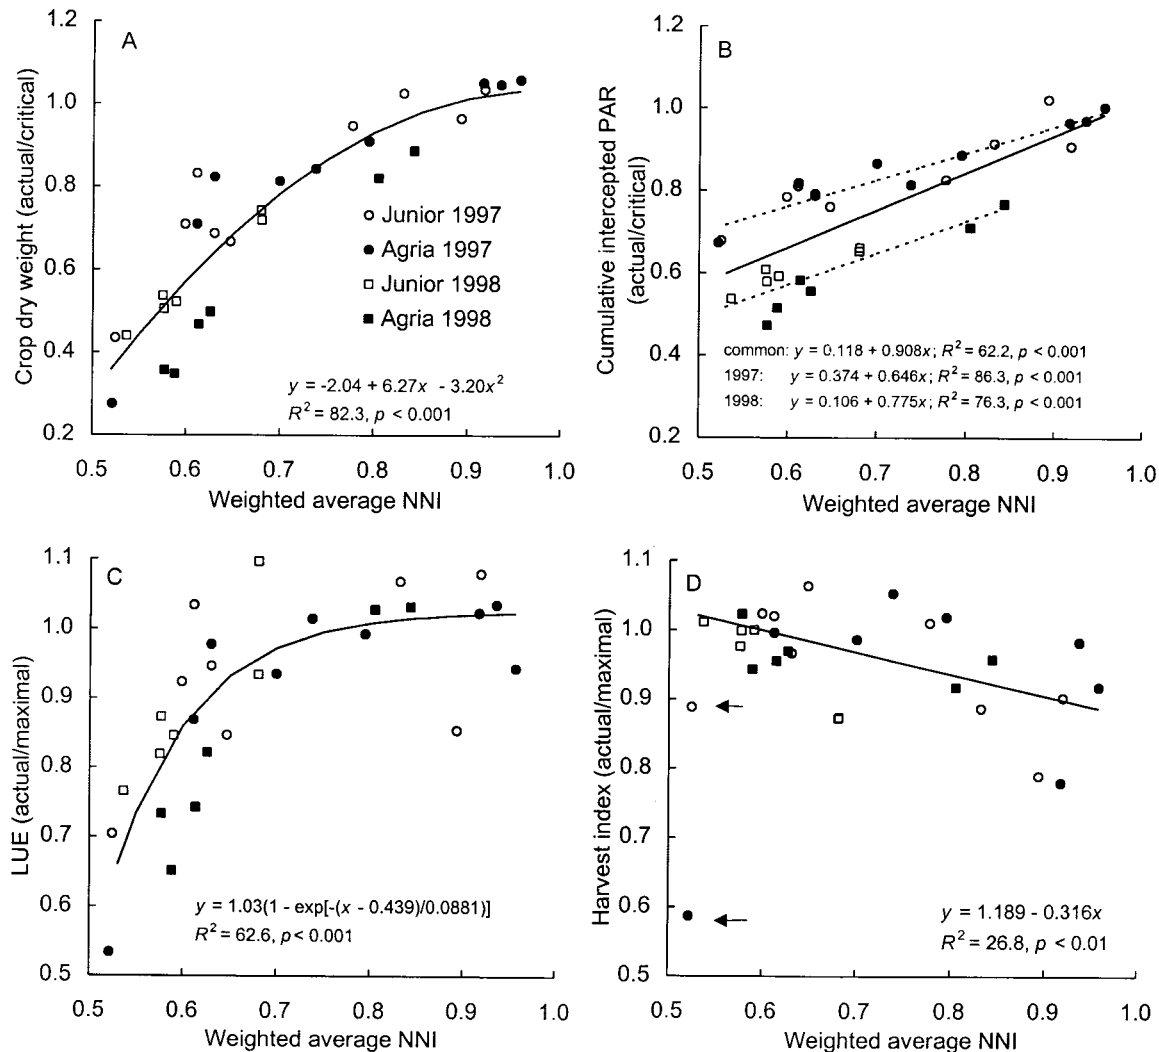 A
Crop dry weight (actual/critical)
1.2
1.0
0.8
0.6
0.4
0.2
Junior 1997
Agria 1997
Junior 1998
Agria 1998
y = -2.04 + 6.27x - 3.20x²
R² = 82.3, p < 0.001
0.5 0.6 0.7 0.8 0.9 1.0
Weighted average NNI
B
Cumulative intercepted PAR
(actual/critical)
1.2
1.0
0.8
0.6
0.4
0.2
common: y = 0.118 + 0.908x; R² = 62.2, p < 0.001
1997: y = 0.374 + 0.646x; R² = 86.3, p < 0.001
1998: y = 0.106 + 0.775x; R² = 76.3, p < 0.001
0.5 0.6 0.7 0.8 0.9 1.0
Weighted average NNI
C
LUE (actual/maximal)
1.1
1.0
0.9
0.8
0.7
0.6
0.5
y = 1.03(1 - exp[-(x - 0.439)/0.0881)]
R² = 62.6, p < 0.001
0.5 0.6 0.7 0.8 0.9 1.0
Weighted average NNI
D
Harvest index (actual/maximal)
1.1
1.0
0.9
0.8
0.7
0.6
0.5
y = 1.189 - 0.316x
R² = 26.8, p < 0.01
0.5 0.6 0.7 0.8 0.9 1.0
Weighted average NNI